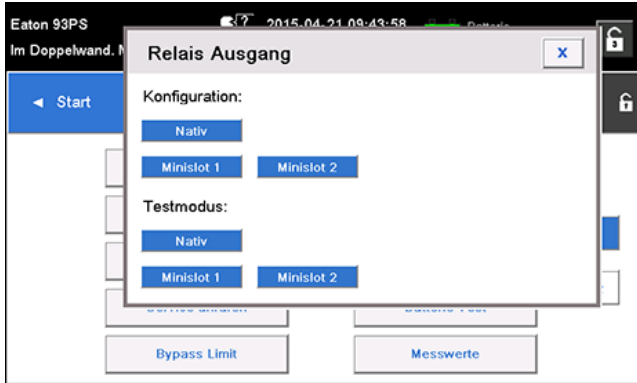 Eaton 93PS 2015-04-21 09:43:58
Im Doppelwand.
Relais Ausgang X
Start
Konfiguration:
Nativ
Minislot 1 Minislot 2
Testmodus:
Nativ
Minislot 1 Minislot 2
Bypass Limit Messwerte